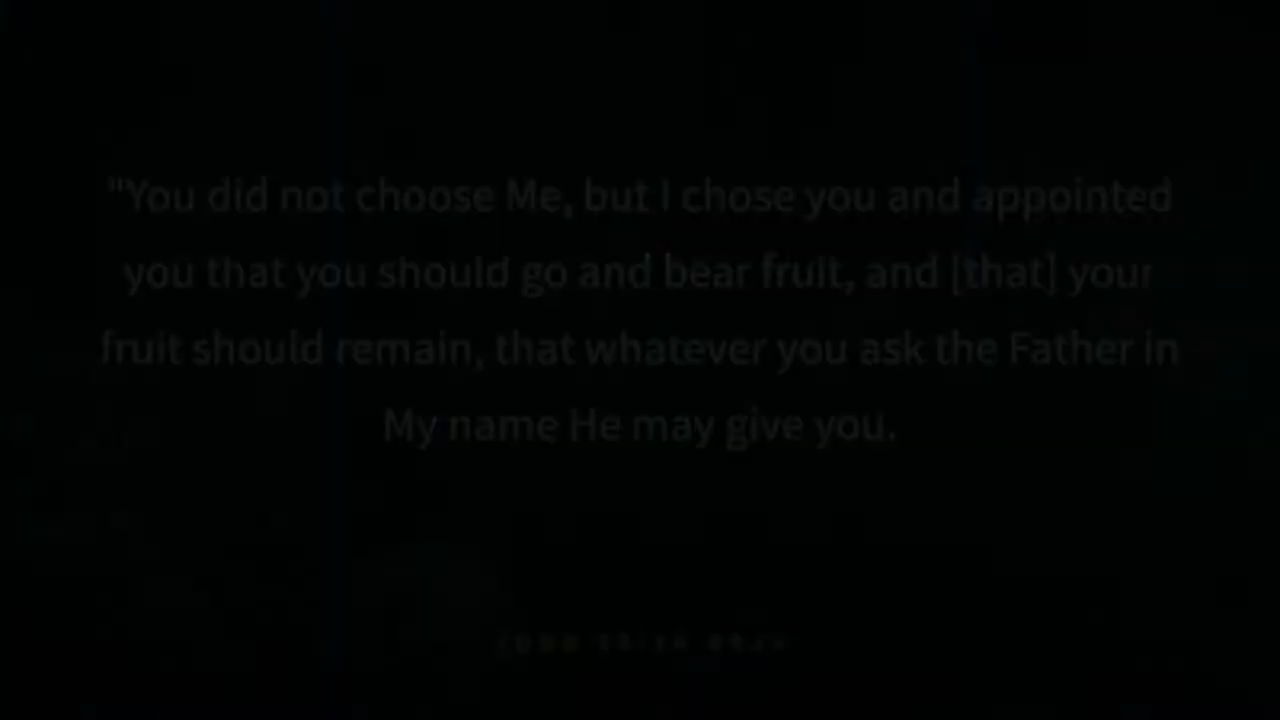 "You did not choose Me, but I chose you and appointed
you that you should go and bear fruit, and [that] your
fruit should remain, that whatever you ask the Father in
My name He may give you.